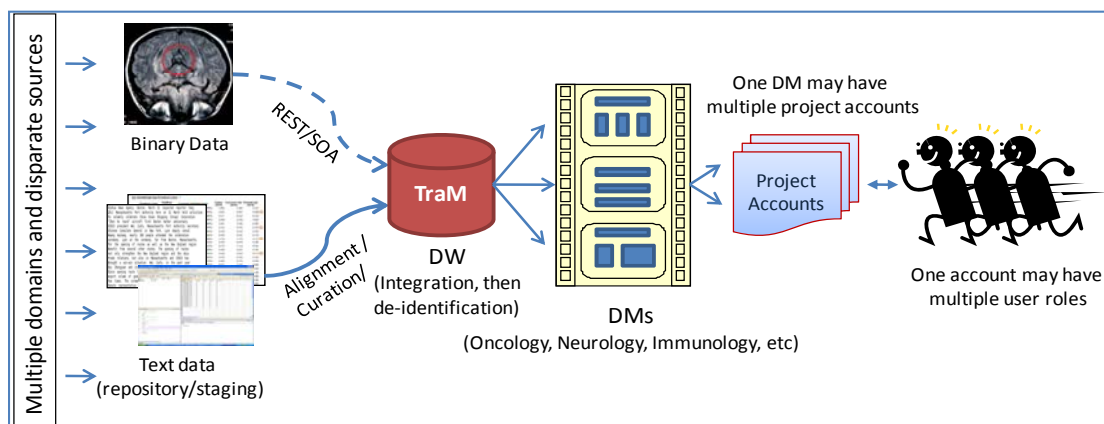 Multiple domains and disparate sources
Binary Data
REST/SOA
Text data
(repository/staging)
Alignment /
Curation/
TraM
DW
(Integration, then
de-identification)
DMs
(Oncology, Neurology, Immunology, etc)
One DM may have
multiple project accounts
Project
Accounts
One account may have
multiple user roles